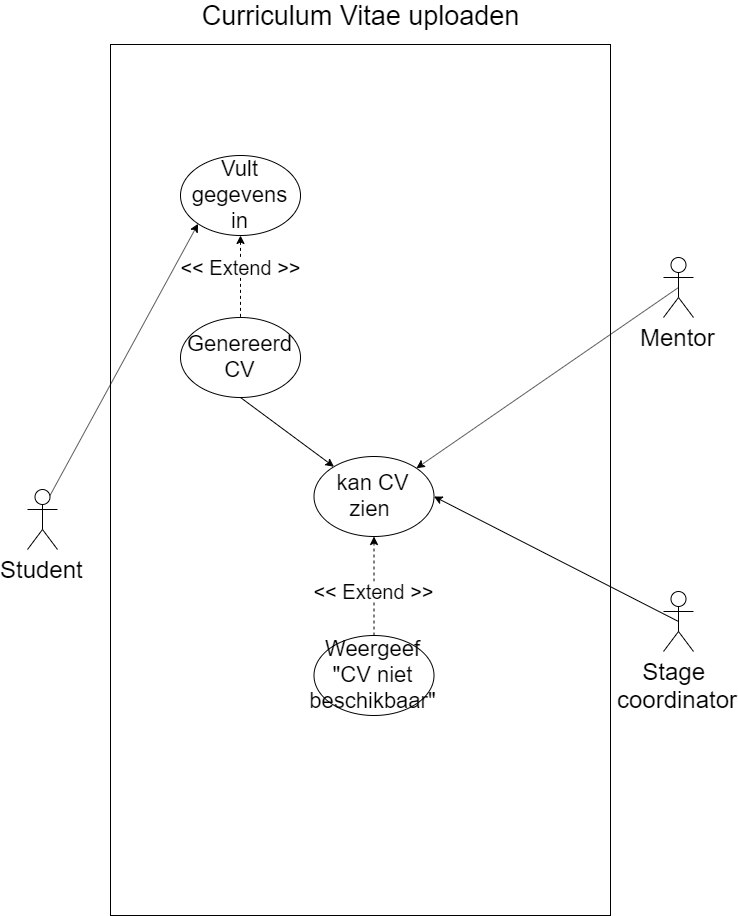 Curriculum Vitae uploaden
Vult
gegevens
in
<< Extend >>
Genereerd
CV
Mentor
kan CV
zien
Student
<< Extend >>
Weergeef
"CV niet
beschikbaar"
Stage
coordinator